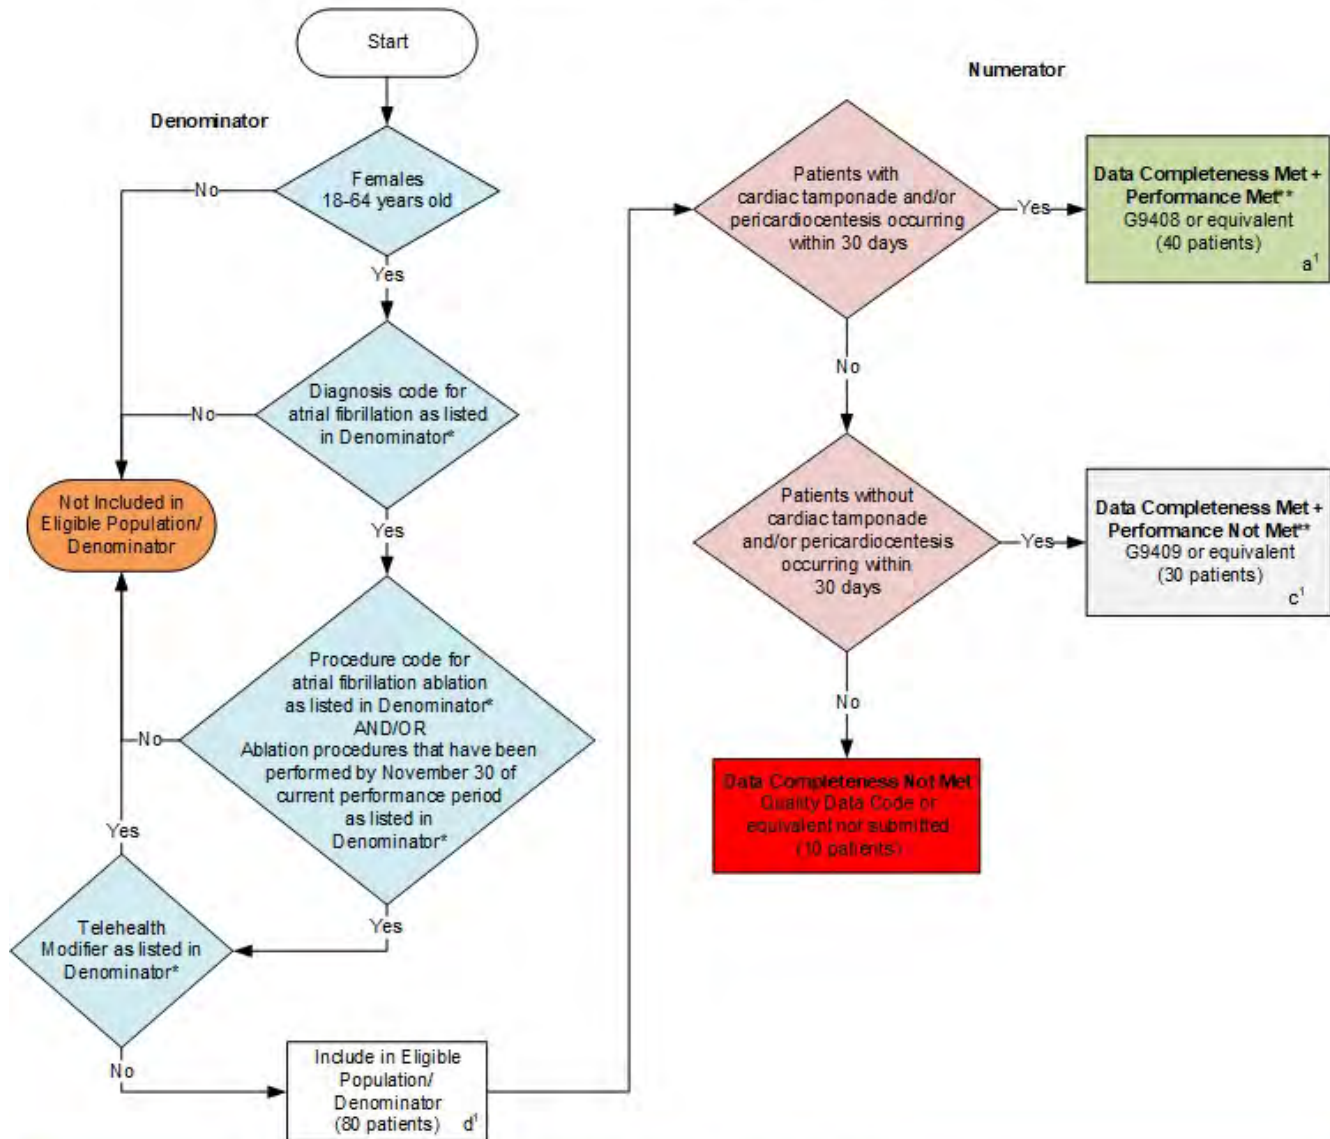 Start
Denominator
Females
18-64 years old
No
Yes
Diagnosis code for
atrial fibrillation as listed
in Denominator*
No
Yes
Not Included in
Eligible Population/
Denominator
Procedure code for
atrial fibrillation ablation
as listed in Denominator*
AND/OR
Ablation procedures that have been
performed by November 30 of
current performance period
as listed in
Denominator*
No
Yes
Yes
Telehealth
Modifier as listed in
Denominator*
No
Include in Eligible
Population/
Denominator
(80 patients) d¹
Numerator
Patients with
cardiac tamponade and/or
pericardiocentesis occurring
within 30 days
Yes
Data Completeness Met +
Performance Met**
G9408 or equivalent
(40 patients)
a¹
No
Patients without
cardiac tamponade
and/or pericardiocentesis
occurring within
30 days
Yes
Data Completeness Met +
Performance Not Met**
G9409 or equivalent
(30 patients)
c¹
No
Data Completeness Not Met
Quality Data Code or
equivalent not submitted
(10 patients)